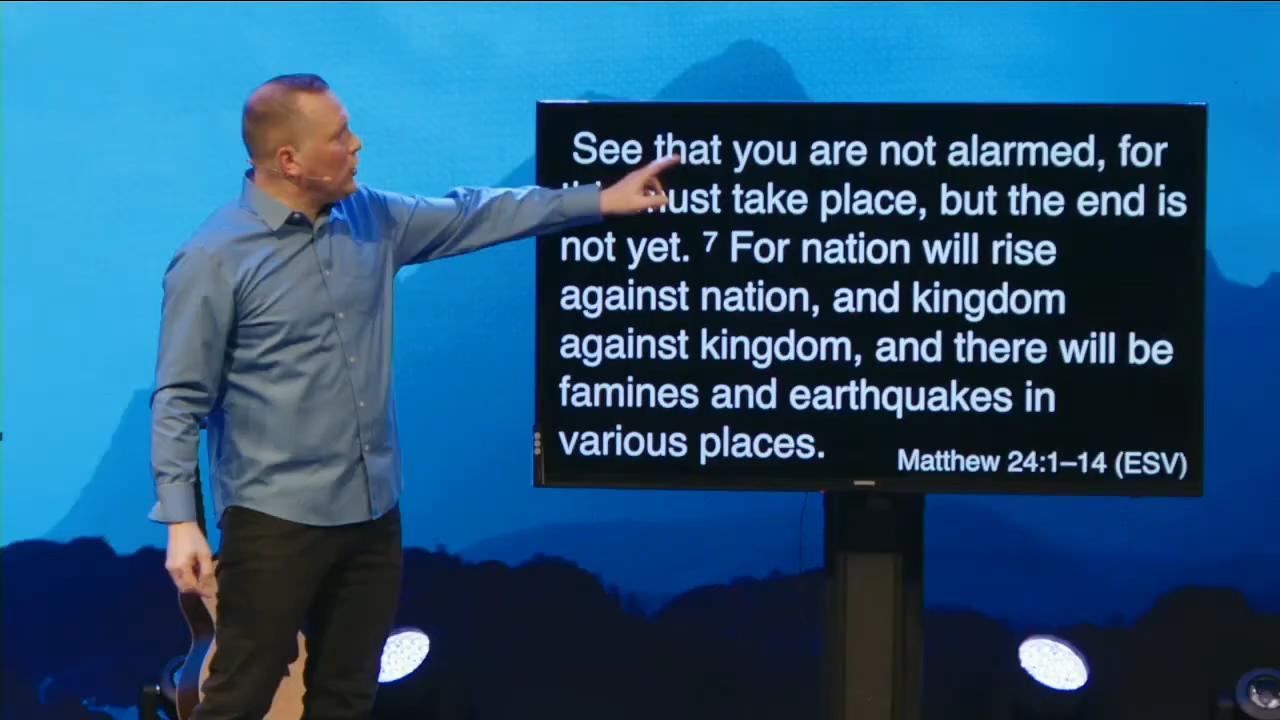 See that you are not alarmed, for
must take place, but the end is
not yet. ⁷ For nation will rise
against nation, and kingdom
against kingdom, and there will be
famines and earthquakes in
various places.
Matthew 24:1–14 (ESV)